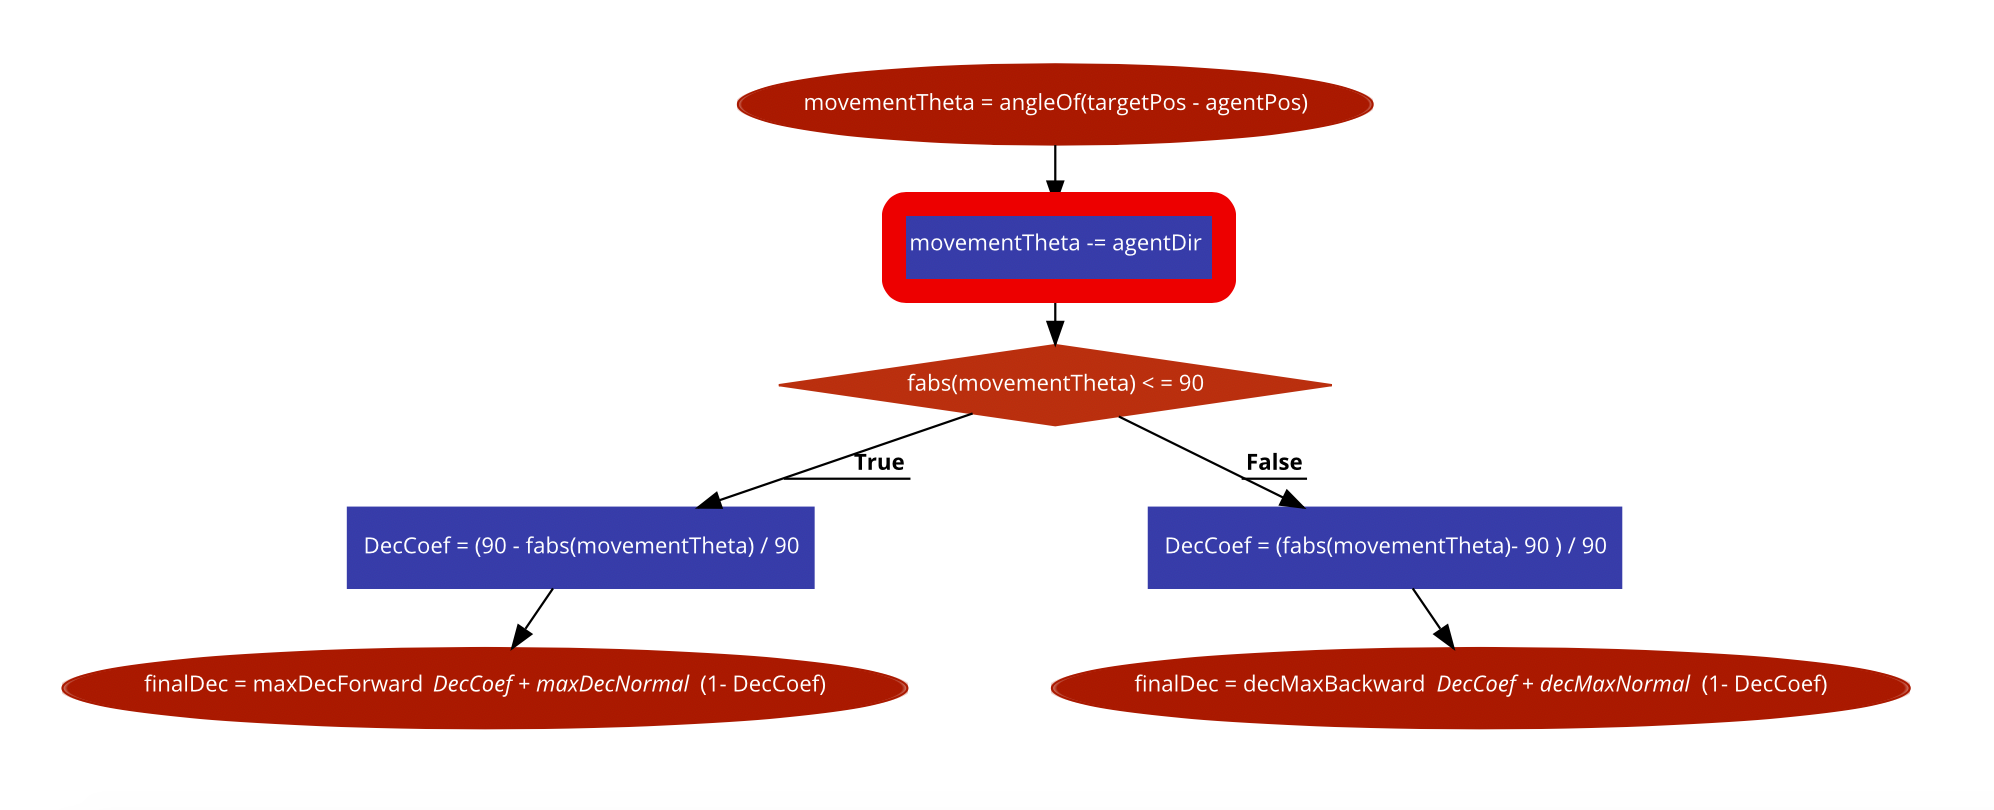 movementTheta = angleOf(targetPos - agentPos)
movementTheta -= agentDir
fabs(movementTheta) < = 90
True
False
DecCoef = (90 - fabs(movementTheta) / 90
DecCoef = (fabs(movementTheta)- 90 ) / 90
finalDec = maxDecForward DecCoef + maxDecNormal (1- DecCoef)
finalDec = decMaxBackward DecCoef + decMaxNormal (1- DecCoef)